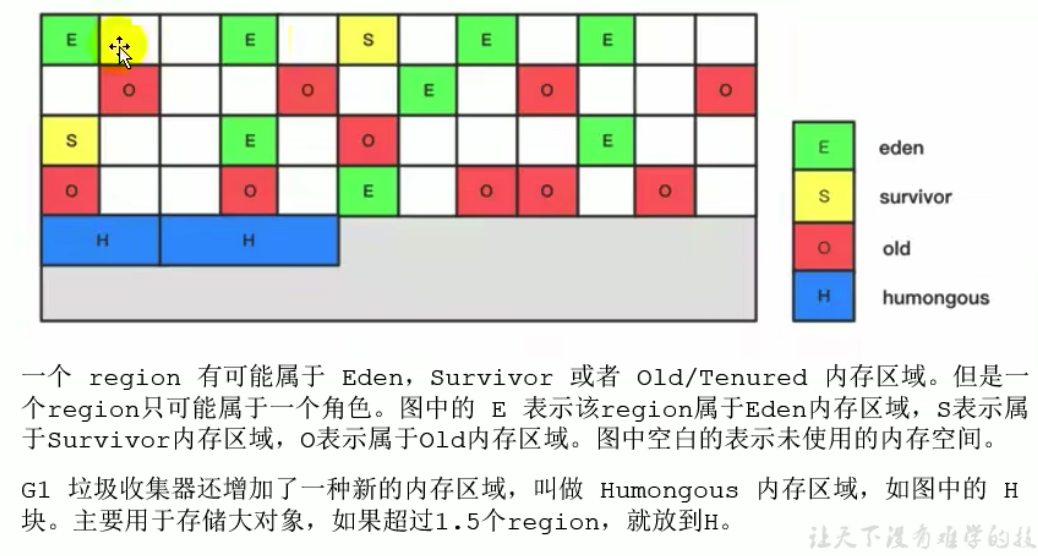 E E S E E
O O E O O
S E O E
O O E O O O
H H
E eden
S survivor
O old
H humongous
一个 region 有可能属于 Eden，Survivor 或者 Old/Tenured 内存区域。但是一
个region只可能属于一个角色。图中的 E 表示该region属于Eden内存区域，S表示属
于Survivor内存区域，O表示属于Old内存区域。图中空白的表示未使用的内存空间。
G1 垃圾收集器还增加了一种新的内存区域，叫做 Humongous 内存区域，如图中的 H
块。主要用于存储大对象，如果超过1.5个region，就放到H。
让天下没有难学的技